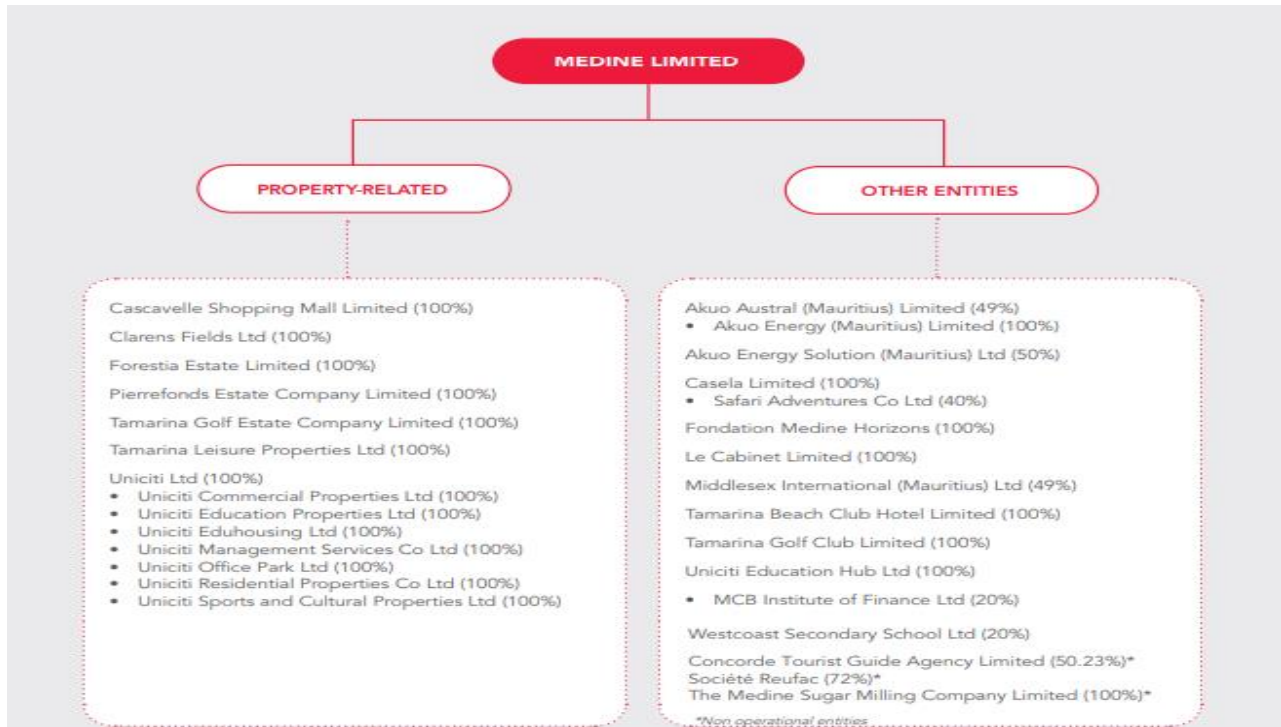 MEDINE LIMITED
PROPERTY-RELATED
Cascavelle Shopping Mall Limited (100%)
Clarens Fields Ltd (100%)
Forestia Estate Limited (100%)
Pierrefonds Estate Company Limited (100%)
Tamarina Golf Estate Company Limited (100%)
Tamarina Leisure Properties Ltd (100%)
Uniciti Ltd (100%)
• Uniciti Commercial Properties Ltd (100%)
• Uniciti Education Properties Ltd (100%)
• Uniciti Eduhousing Ltd (100%)
• Uniciti Management Services Co Ltd (100%)
• Uniciti Office Park Ltd (100%)
• Uniciti Residential Properties Co Ltd (100%)
• Uniciti Sports and Cultural Properties Ltd (100%)
OTHER ENTITIES
Akuo Austral (Mauritius) Limited (49%)
• Akuo Energy (Mauritius) Limited (100%)
Akuo Energy Solution (Mauritius) Ltd (50%)
Casela Limited (100%)
• Safari Adventures Co Ltd (40%)
Fondation Medine Horizons (100%)
Le Cabinet Limited (100%)
Middlesex International (Mauritius) Ltd (49%)
Tamarina Beach Club Hotel Limited (100%)
Tamarina Golf Club Limited (100%)
Uniciti Education Hub Ltd (100%)
• MCB Institute of Finance Ltd (20%)
Westcoast Secondary School Ltd (20%)
Concorde Tourist Guide Agency Limited (50.23%)*
Société Reufac (72%)*
The Medine Sugar Milling Company Limited (100%)*
*Non operational entities